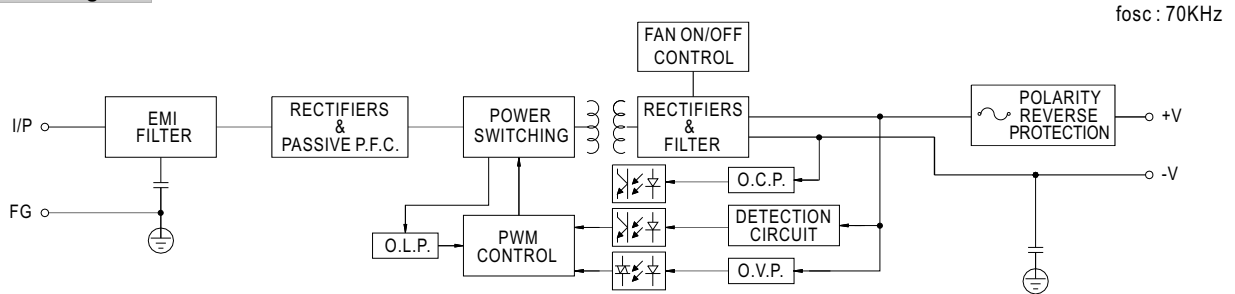 fosc : 70KHz
FAN ON/OFF
CONTROL
I/P
EMI
FILTER
RECTIFIERS
&
PASSIVE P.F.C.
POWER
SWITCHING
RECTIFIERS
&
FILTER
POLARITY
REVERSE
PROTECTION
+V
-V
O.C.P.
FG
DETECTION
CIRCUIT
O.L.P.
PWM
CONTROL
O.V.P.